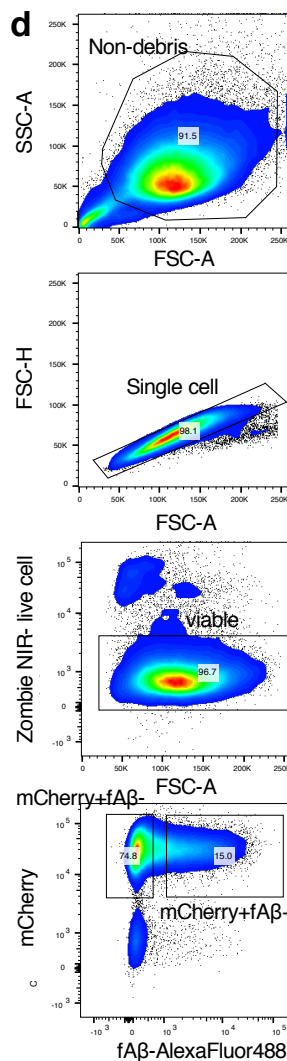 d
Non-debris
SSC-A
250K
200K
150K
100K
50K
0
91.5
0 50K 100K 150K 200K 250K
FSC-A
FSC-H
250K
200K
150K
100K
50K
0
Single cell
98.1
0 50K 100K 150K 200K 250K
FSC-A
Zombie NIR- live cell
10^5
10^4
10^3
0
-10^3
viable
96.7
0 50K 100K 150K 200K 250K
FSC-A
mCherry+fAβ-
mCherry
C
10^5
10^4
10^3
0
-10^3
74.8
15.0
mCherry+fAβ-
-10^3 0 10^3 10^4 10^5
fAβ-AlexaFluor488